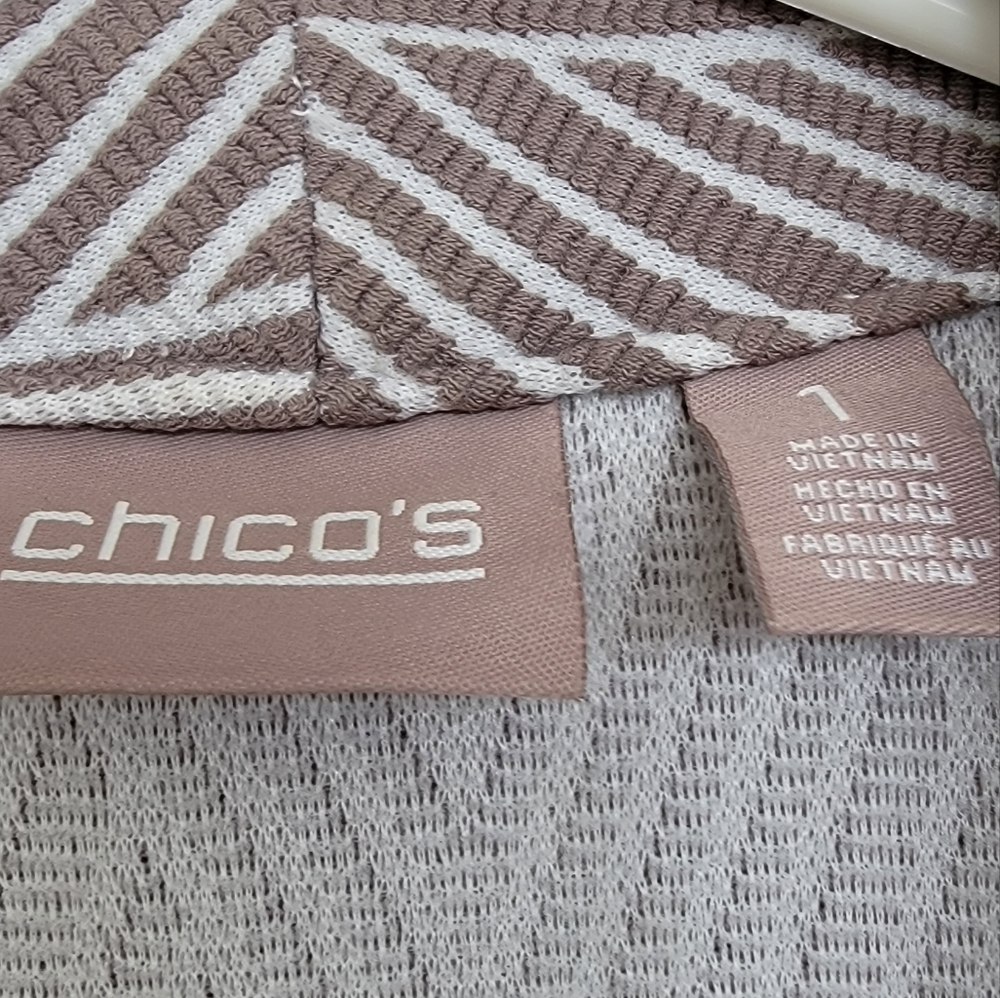 chico's
1
MADE IN
VIETNAM
HECHO EN
VIETNAM
FABRIQUÉ AU
VIETNAM